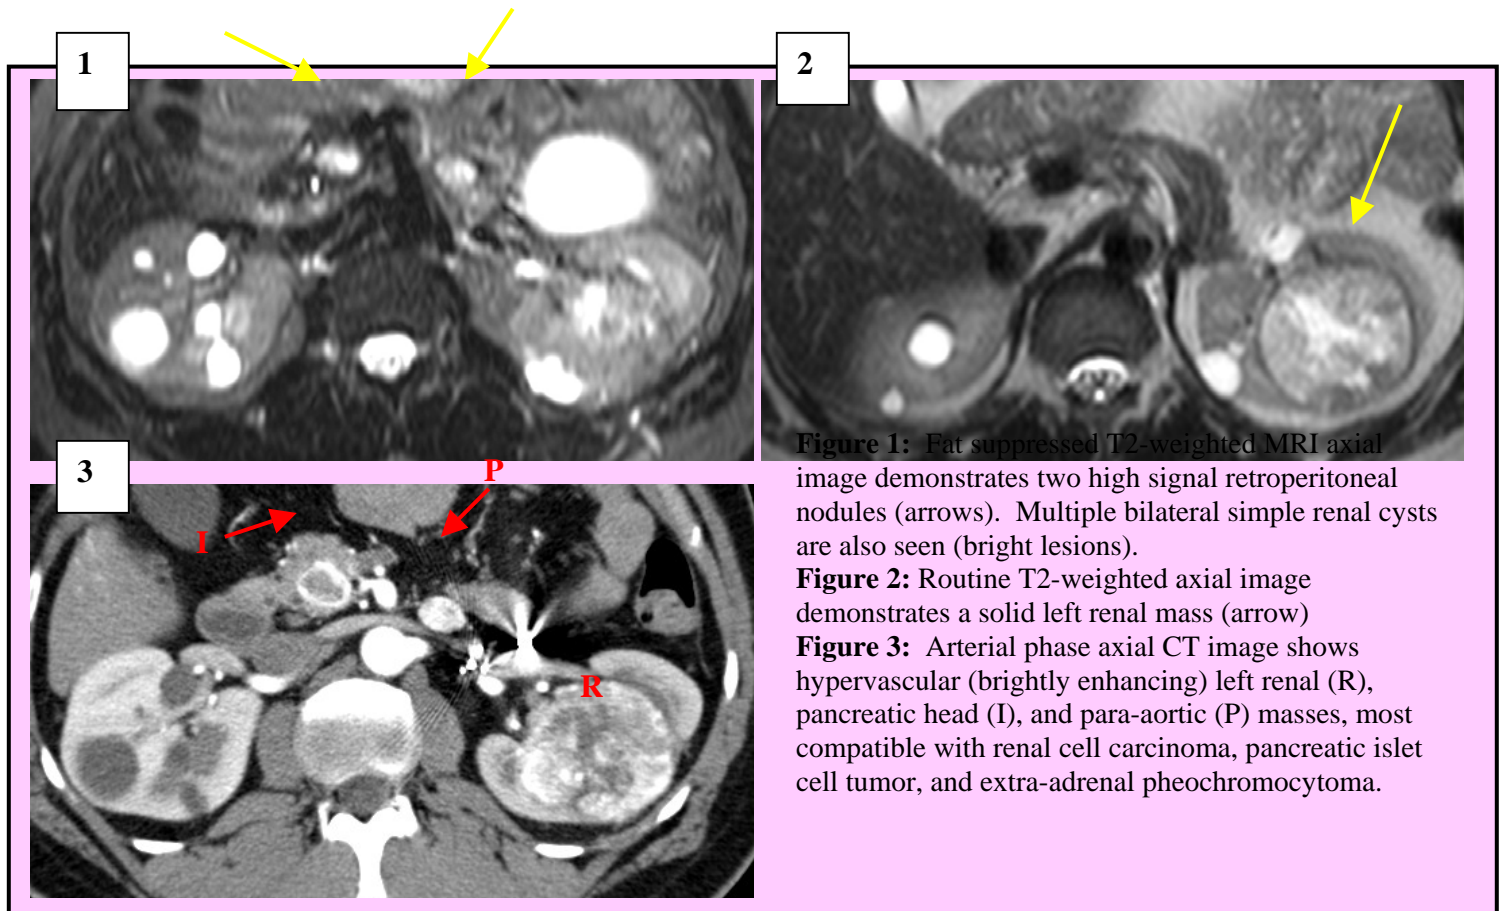 1
2
3
I
P
R
Figure 1: Fat suppressed T2-weighted MRI axial
image demonstrates two high signal retroperitoneal
nodules (arrows). Multiple bilateral simple renal cysts
are also seen (bright lesions).
Figure 2: Routine T2-weighted axial image
demonstrates a solid left renal mass (arrow)
Figure 3: Arterial phase axial CT image shows
hypervascular (brightly enhancing) left renal (R),
pancreatic head (I), and para-aortic (P) masses, most
compatible with renal cell carcinoma, pancreatic islet
cell tumor, and extra-adrenal pheochromocytoma.